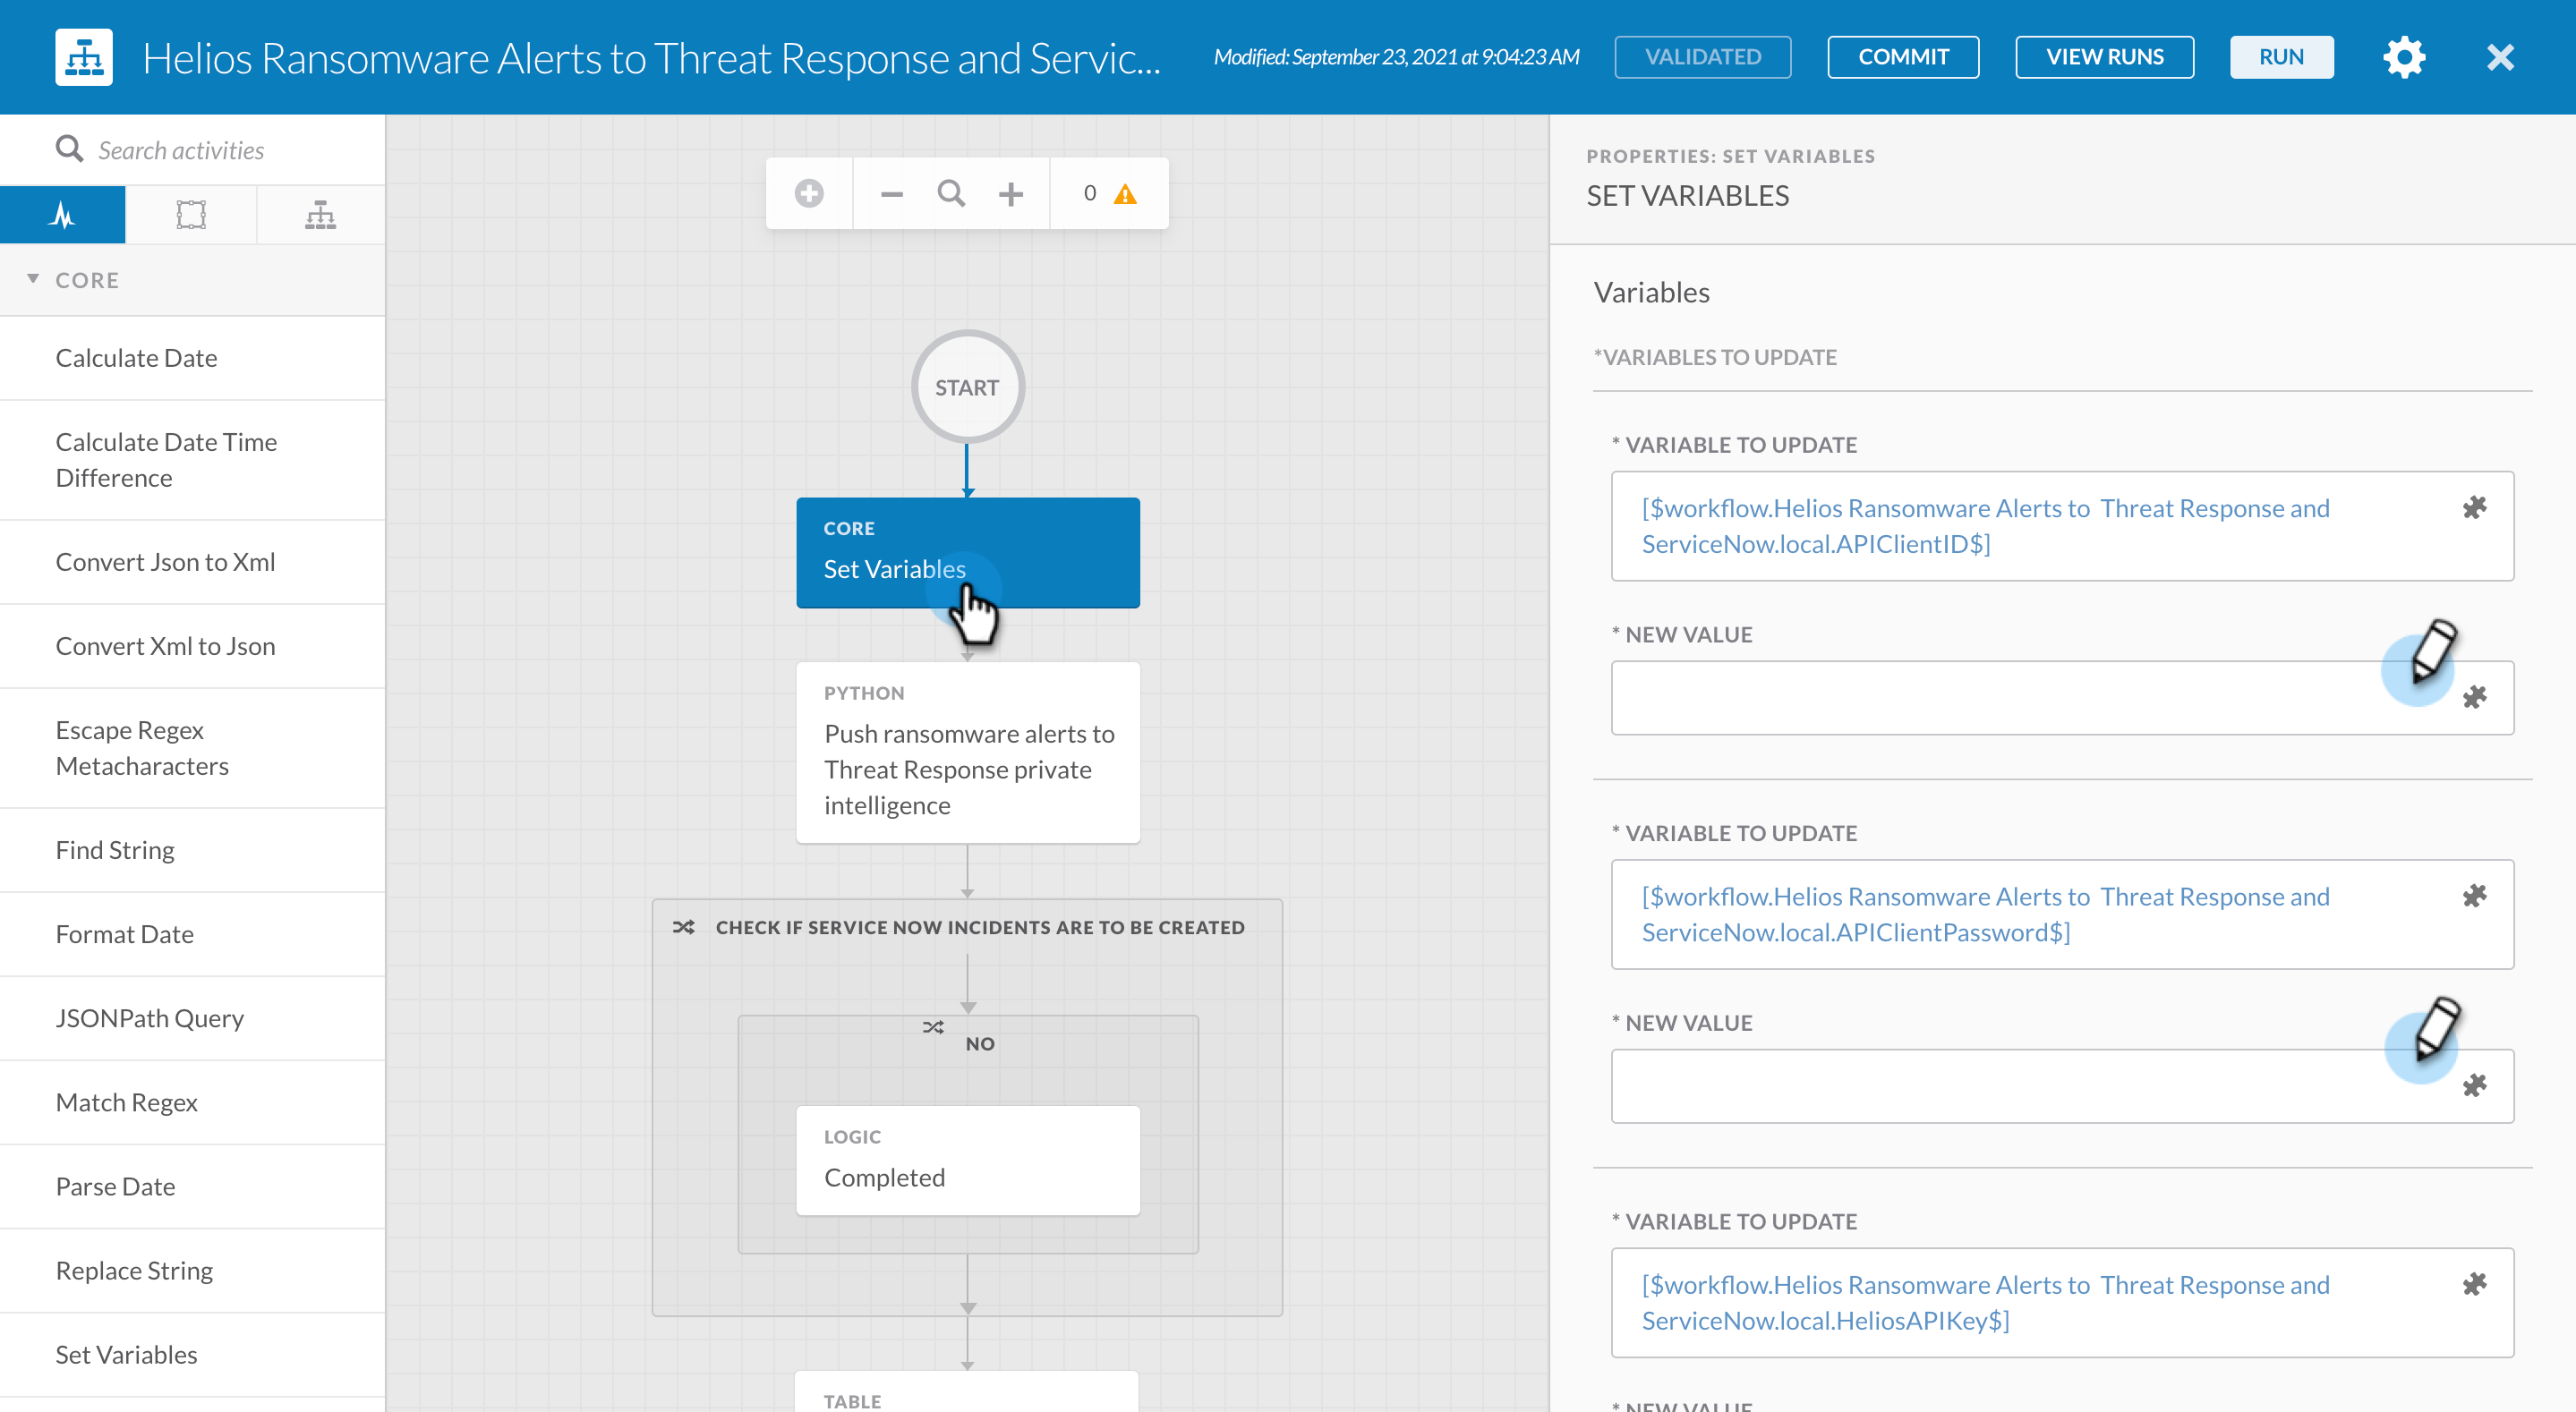 Helios Ransomware Alerts to Threat Response and Servic...
Modified: September 23, 2021 at 9:04:23 AM
VALIDATED
COMMIT
VIEW RUNS
RUN
Search activities
CORE
Calculate Date
Calculate Date Time
Difference
Convert Json to Xml
Convert Xml to Json
Escape Regex
Metacharacters
Find String
Format Date
JSONPath Query
Match Regex
Parse Date
Replace String
Set Variables
0
START
CORE
Set Variables
PYTHON
Push ransomware alerts to
Threat Response private
intelligence
CHECK IF SERVICE NOW INCIDENTS ARE TO BE CREATED
NO
LOGIC
Completed
TABLE
PROPERTIES: SET VARIABLES
SET VARIABLES
Variables
*VARIABLES TO UPDATE
* VARIABLE TO UPDATE
[$workflow.Helios Ransomware Alerts to  Threat Response and
ServiceNow.local.APIClientID$]
* NEW VALUE
* VARIABLE TO UPDATE
[$workflow.Helios Ransomware Alerts to  Threat Response and
ServiceNow.local.APIClientPassword$]
* NEW VALUE
* VARIABLE TO UPDATE
[$workflow.Helios Ransomware Alerts to  Threat Response and
ServiceNow.local.HeliosAPIKey$]
* NEW VALUE